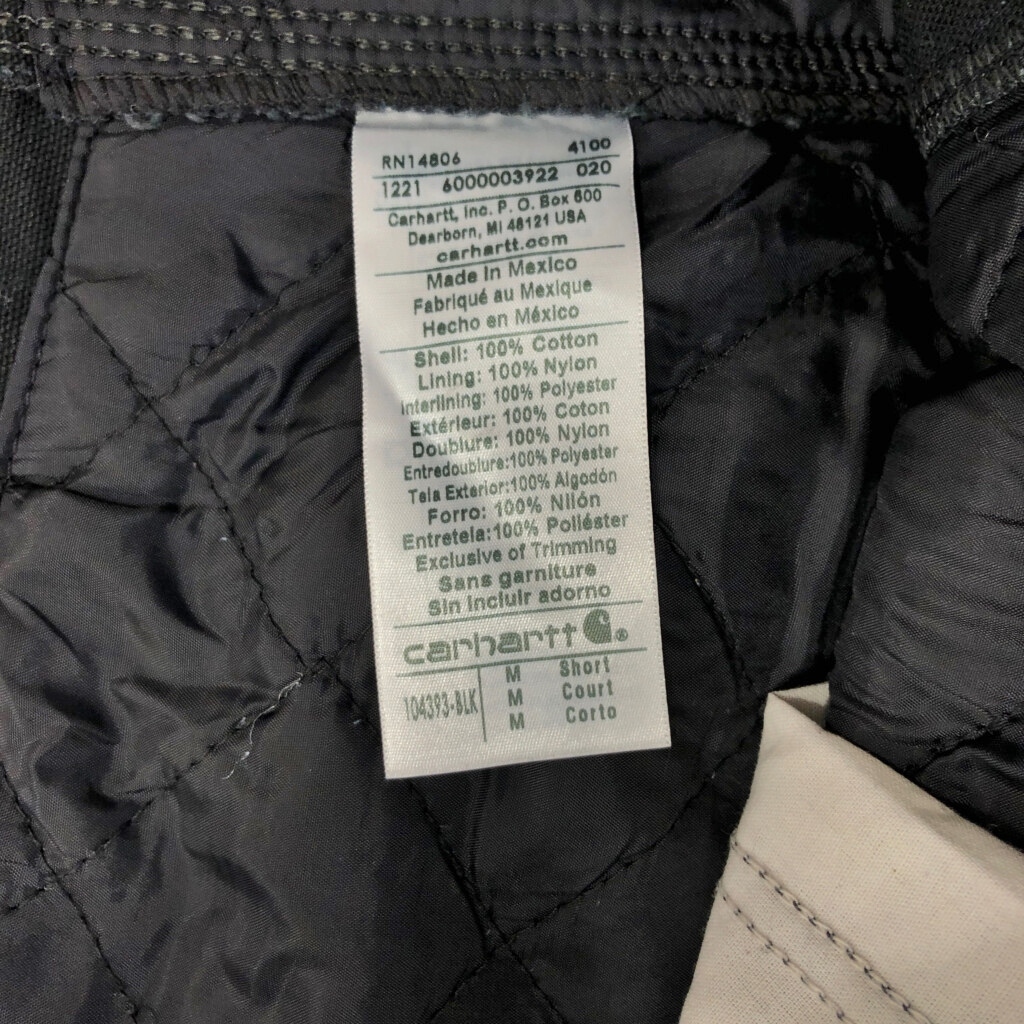 RN14806 4100
1221 6000003922 020
Carhartt, Inc. P.O. Box 600
Dearborn, MI 48121 USA
carhartt.com
Made in Mexico
Fabriqué au Mexique
Hecho en México
Shell: 100% Cotton
Lining: 100% Nylon
Interlining: 100% Polyester
Extérieur: 100% Coton
Doublure: 100% Nylon
Entredoublure:100% Polyester
Tela Exterior:100% Algodón
Forro: 100% Nilón
Entretela:100% Poliéster
Exclusive of Trimming
Sans garniture
Sin incluir adorno
carhartt®
104393-BLK
M Short
M Court
M Corto